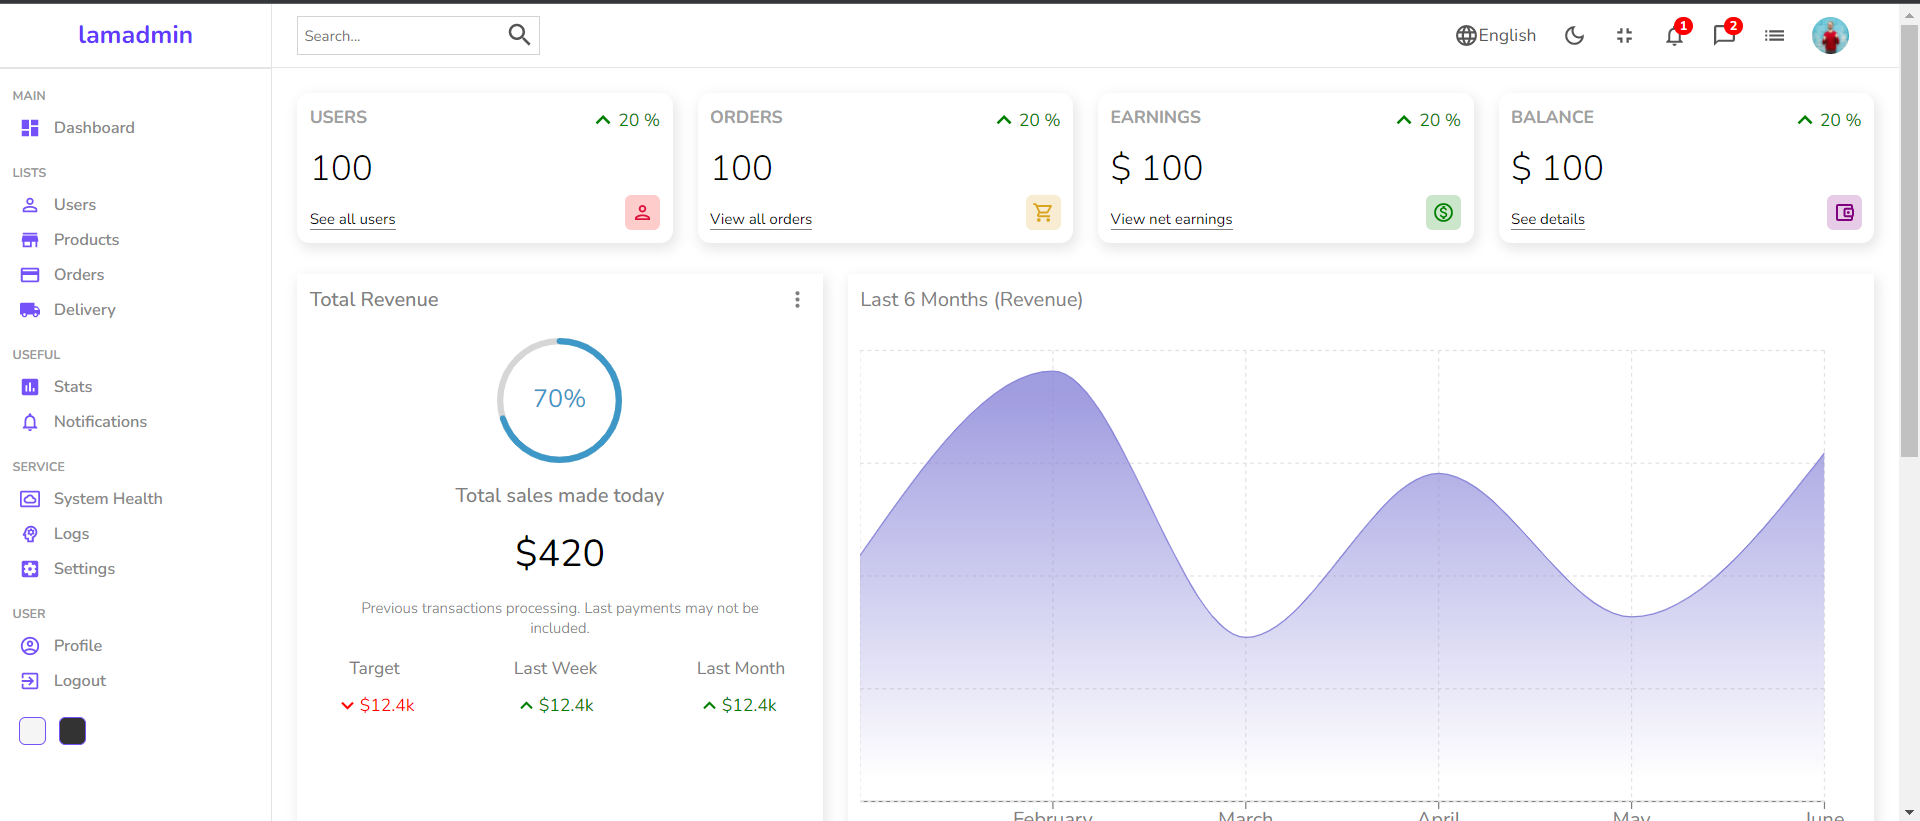 lamadmin
Search...
English
1
2
MAIN
Dashboard
LISTS
Users
Products
Orders
Delivery
USEFUL
Stats
Notifications
SERVICE
System Health
Logs
Settings
USER
Profile
Logout
USERS
20 %
100
See all users
ORDERS
20 %
100
View all orders
EARNINGS
20 %
$ 100
View net earnings
BALANCE
20 %
$ 100
See details
Total Revenue
70%
Total sales made today
$420
Previous transactions processing. Last payments may not be
included.
Target
Last Week
Last Month
$12.4k
$12.4k
$12.4k
Last 6 Months (Revenue)
February
March
April
May
June